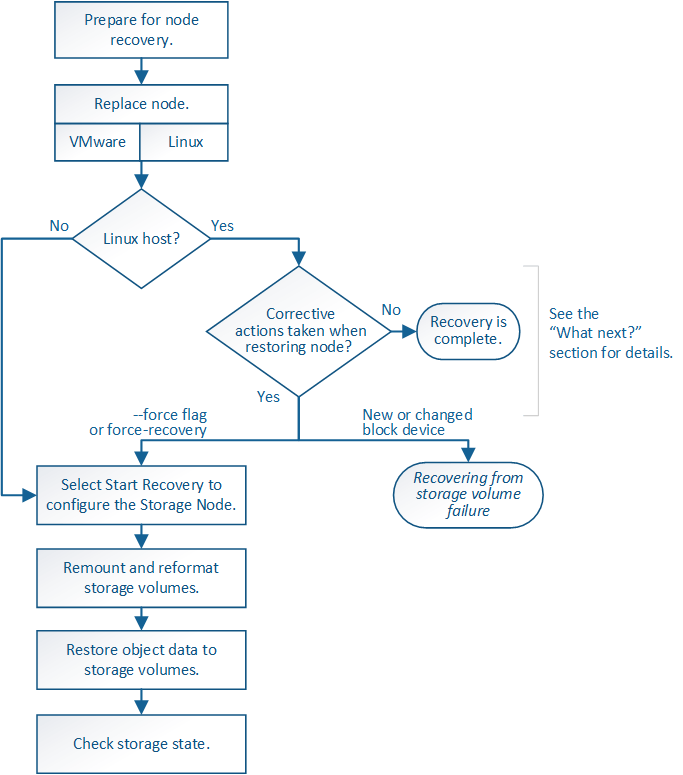 Prepare for node
recovery.
Replace node.
VMware
Linux
No
Yes
Linux host?
Corrective
actions taken when
restoring node?
No
Recovery is
complete.
See the
“What next?”
section for details.
Yes
--force flag
or force-recovery
New or changed
block device
Select Start Recovery to
configure the Storage Node.
Recovering from
storage volume
failure
Remount and reformat
storage volumes.
Restore object data to
storage volumes.
Check storage state.